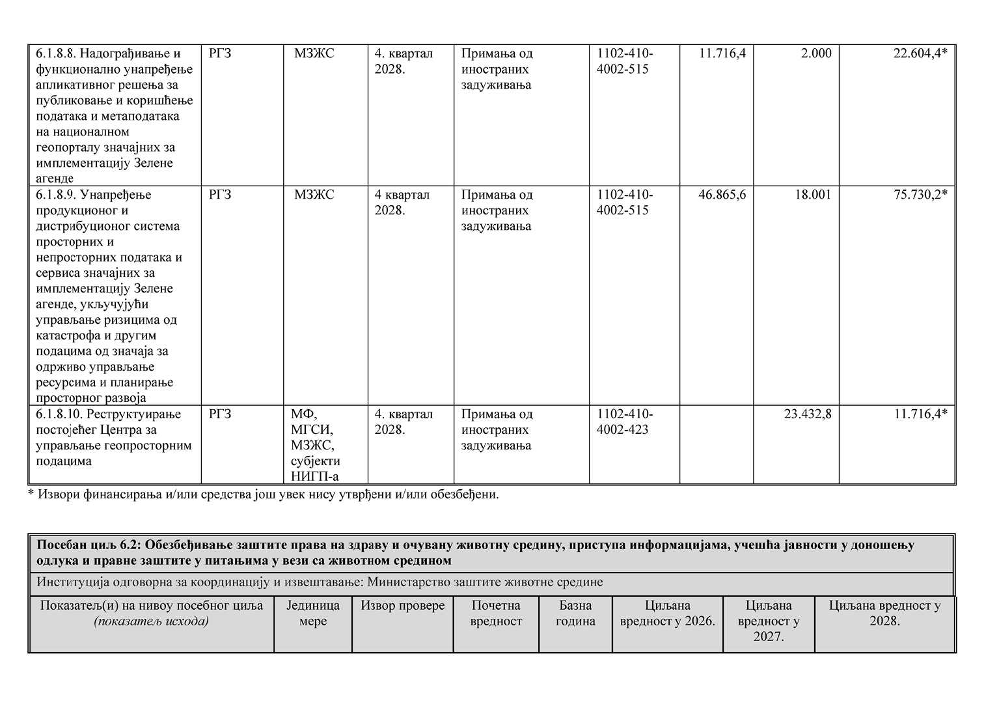 6.1.8.8. Надограђивање и
функционално унапређење
апликативног решења за
публиковање и коришћење
података и метаподатака
на националном
геопорталу значајних за
имплементацију Зелене
агенде
РГЗ
МЗЖС
4. квартал
2028.
Примања од
иностраних
задуживања
1102-410-
4002-515
11.716,4
2.000
22.604,4*
6.1.8.9. Унапређење
продукционог и
дистрибуционог система
просторних и
непросторних података и
сервиса значајних за
имплементацију Зелене
агенде, укључујући
управљање ризицима од
катастрофа и другим
подацима од значаја за
одрживо управљање
ресурсима и планирање
просторног развоја
РГЗ
МЗЖС
4 квартал
2028.
Примања од
иностраних
задуживања
1102-410-
4002-515
46.865,6
18.001
75.730,2*
6.1.8.10. Реструктуирање
постојећег Центра за
управљање геопросторним
подацима
РГЗ
МФ,
МГСИ,
МЗЖС,
субјекти
НИГП-а
4. квартал
2028.
Примања од
иностраних
задуживања
1102-410-
4002-423
23.432,8
11.716,4*
* Извори финансирања и/или средства још увек нису утврђени и/или обезбеђени.
Посебан циљ 6.2: Обезбеђивање заштите права на здраву и очувану животну средину, приступа информацијама, учешћа јавности у доношењу
одлука и правне заштите у питањима у вези са животном средином
Институција одговорна за координацију и извештавање: Министарство заштите животне средине
Показатељ(и) на нивоу посебног циља
(показатељ исхода)
Јединица
мере
Извор провере
Почетна
вредност
Базна
година
Циљана
вредност у 2026.
Циљана
вредност у
2027.
Циљана вредност у
2028.